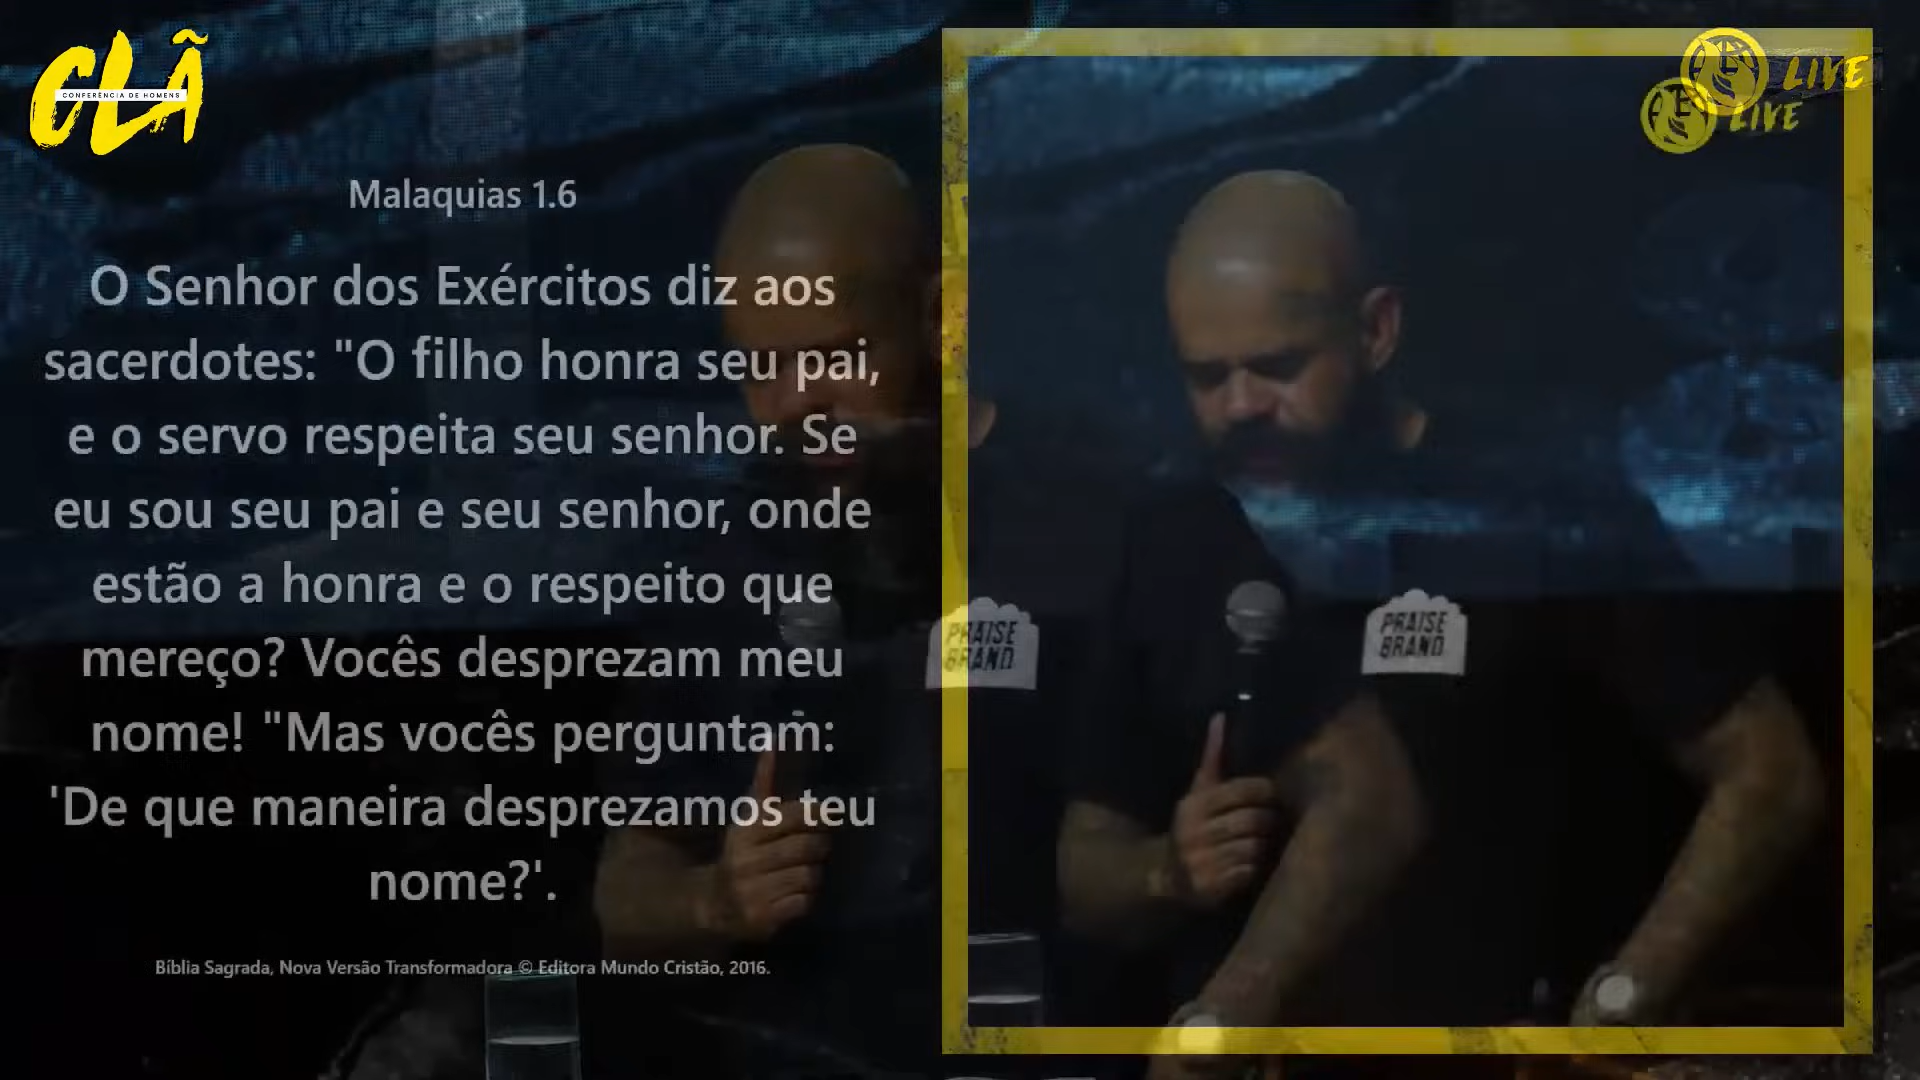 CLÃ
CONFERÊNCIA DE HOMENS
LIVE
LIVE
Malaquias 1.6
O Senhor dos Exércitos diz aos
sacerdotes: "O filho honra seu pai,
e o servo respeita seu senhor. Se
eu sou seu pai e seu senhor, onde
estão a honra e o respeito que
mereço? Vocês desprezam meu
nome! "Mas vocês perguntam:
'De que maneira desprezamos teu
nome?'.
Bíblia Sagrada, Nova Versão Transformadora © Editora Mundo Cristão, 2016.
PRAISE
BRAND
PRAISE
BRAND